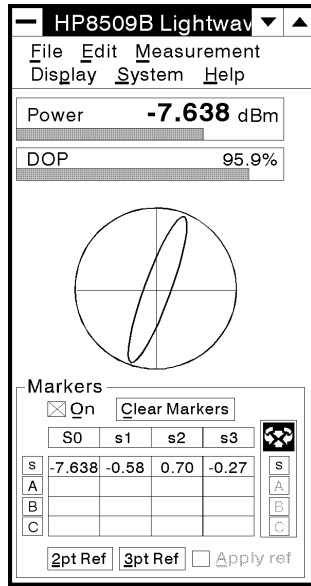 HP8509B Lightwav
File Edit Measurement
Display System Help
Power -7.638 dBm
DOP 95.9%
Markers
On Clear Markers
S0 s1 s2 s3
s -7.638 -0.58 0.70 -0.27 s
A A
B B
C C
2pt Ref 3pt Ref Apply ref